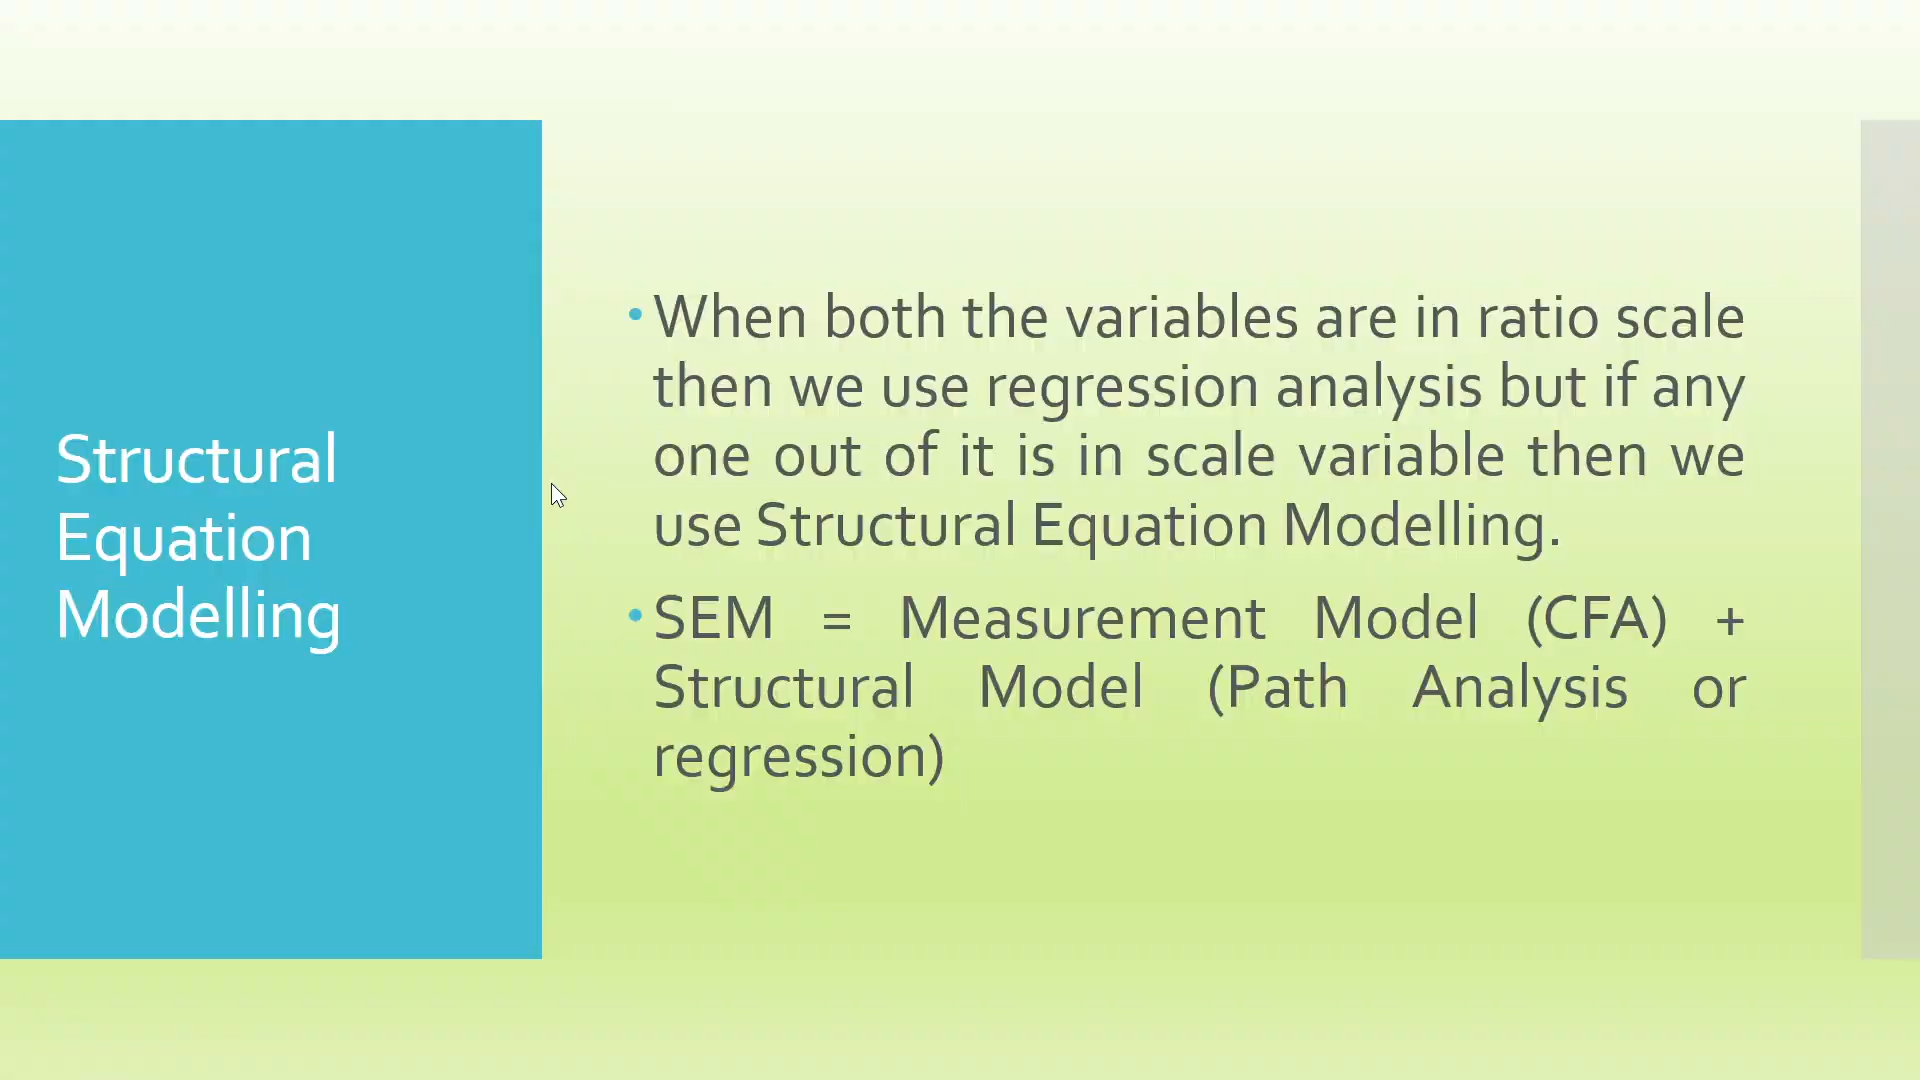 Structural
Equation
Modelling
• When both the variables are in ratio scale
then we use regression analysis but if any
one out of it is in scale variable then we
use Structural Equation Modelling.
• SEM = Measurement Model (CFA) +
Structural Model (Path Analysis or
regression)